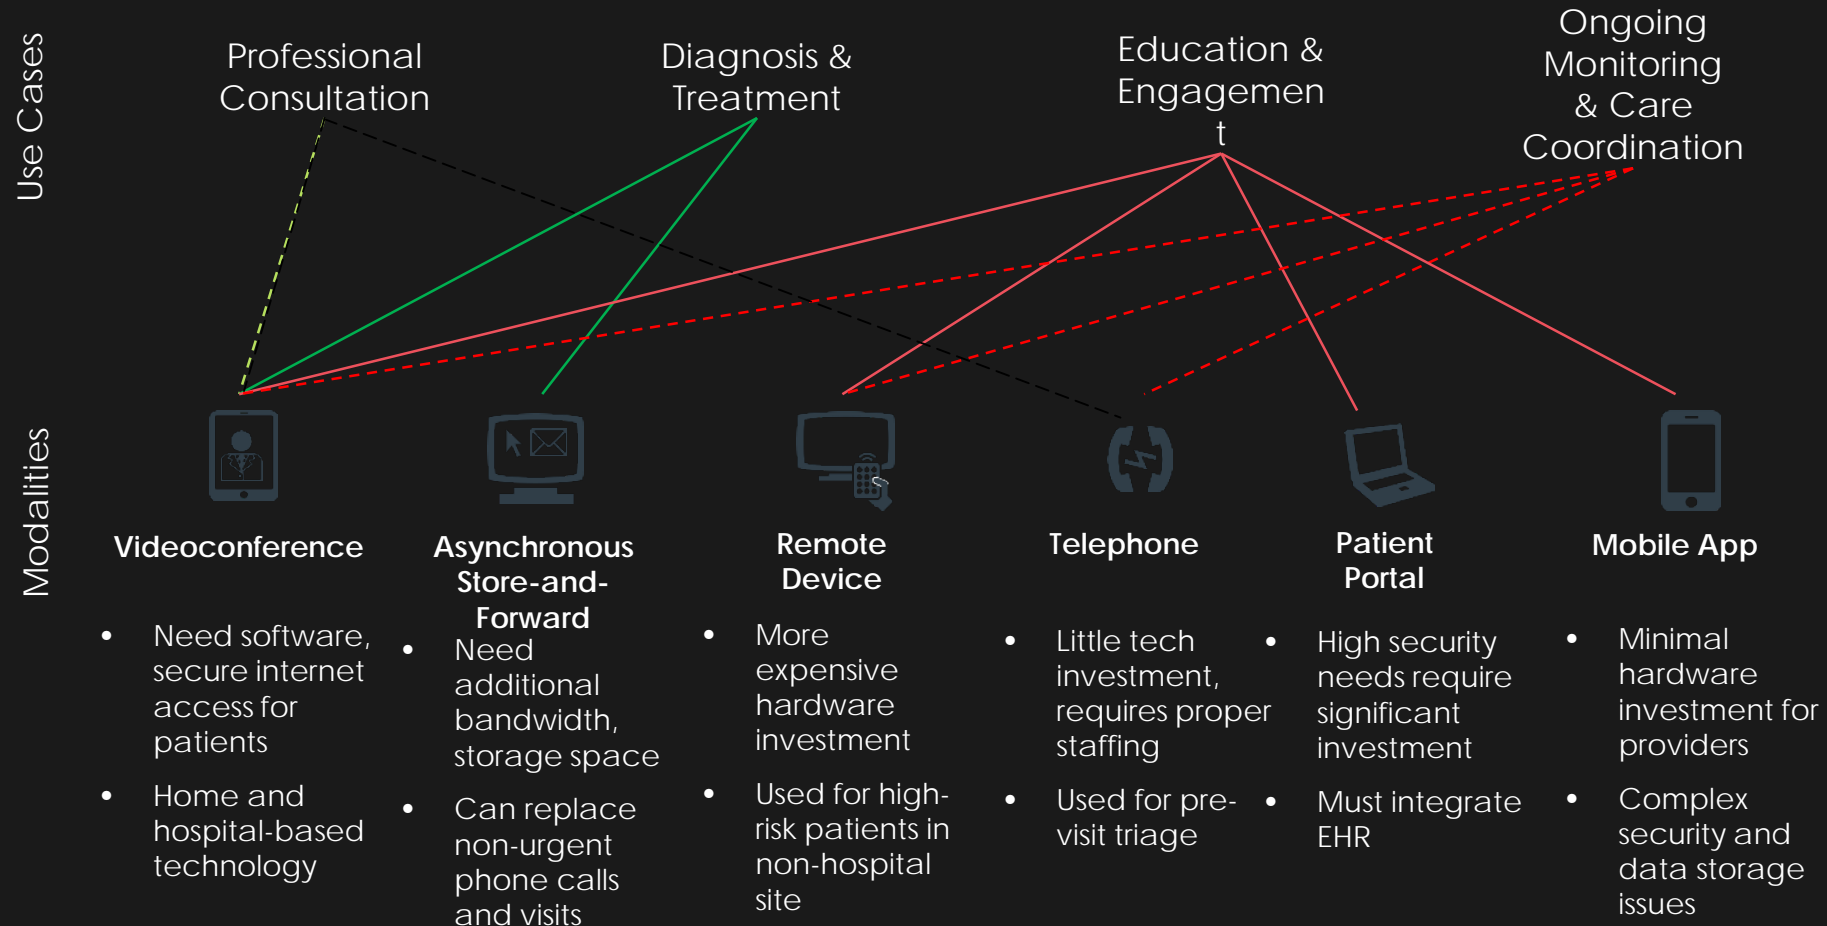 Use Cases
Professional
Consultation
Diagnosis &
Treatment
Education &
Engagemen
t
Ongoing
Monitoring
& Care
Coordination
Modalities
Videoconference
• Need software,
secure internet
access for
patients
• Home and
hospital-based
technology
Asynchronous
Store-and-
Forward
• Need
additional
bandwidth,
storage space
• Can replace
non-urgent
phone calls
and visits
Remote
Device
• More
expensive
hardware
investment
• Used for high-
risk patients in
non-hospital
site
Telephone
• Little tech
investment,
requires proper
staffing
• Used for pre-
visit triage
Patient
Portal
• High security
needs require
significant
investment
• Must integrate
EHR
Mobile App
• Minimal
hardware
investment for
providers
• Complex
security and
data storage
issues